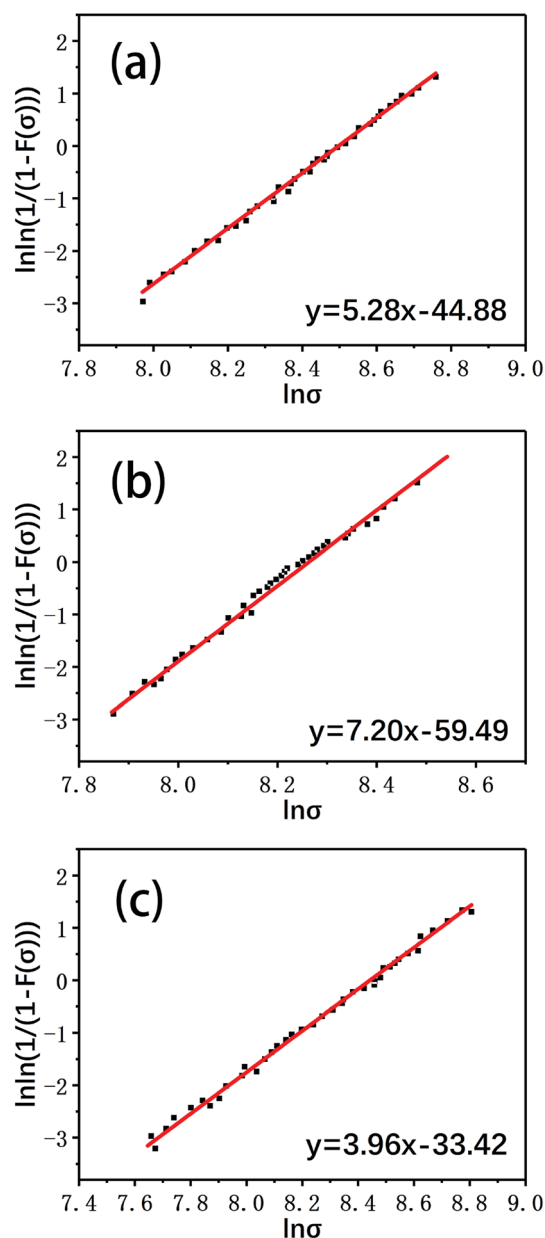 (a)
2
1
0
-1
-2
-3
lnln(1/(1-F(σ)))
y=5.28x-44.88
7.8 8.0 8.2 8.4 8.6 8.8 9.0
lnσ
(b)
2
1
0
-1
-2
-3
lnln(1/(1-F(σ)))
y=7.20x-59.49
7.8 8.0 8.2 8.4 8.6
lnσ
(c)
2
1
0
-1
-2
-3
lnln(1/(1-F(σ)))
y=3.96x-33.42
7.4 7.6 7.8 8.0 8.2 8.4 8.6 8.8 9.0
lnσ